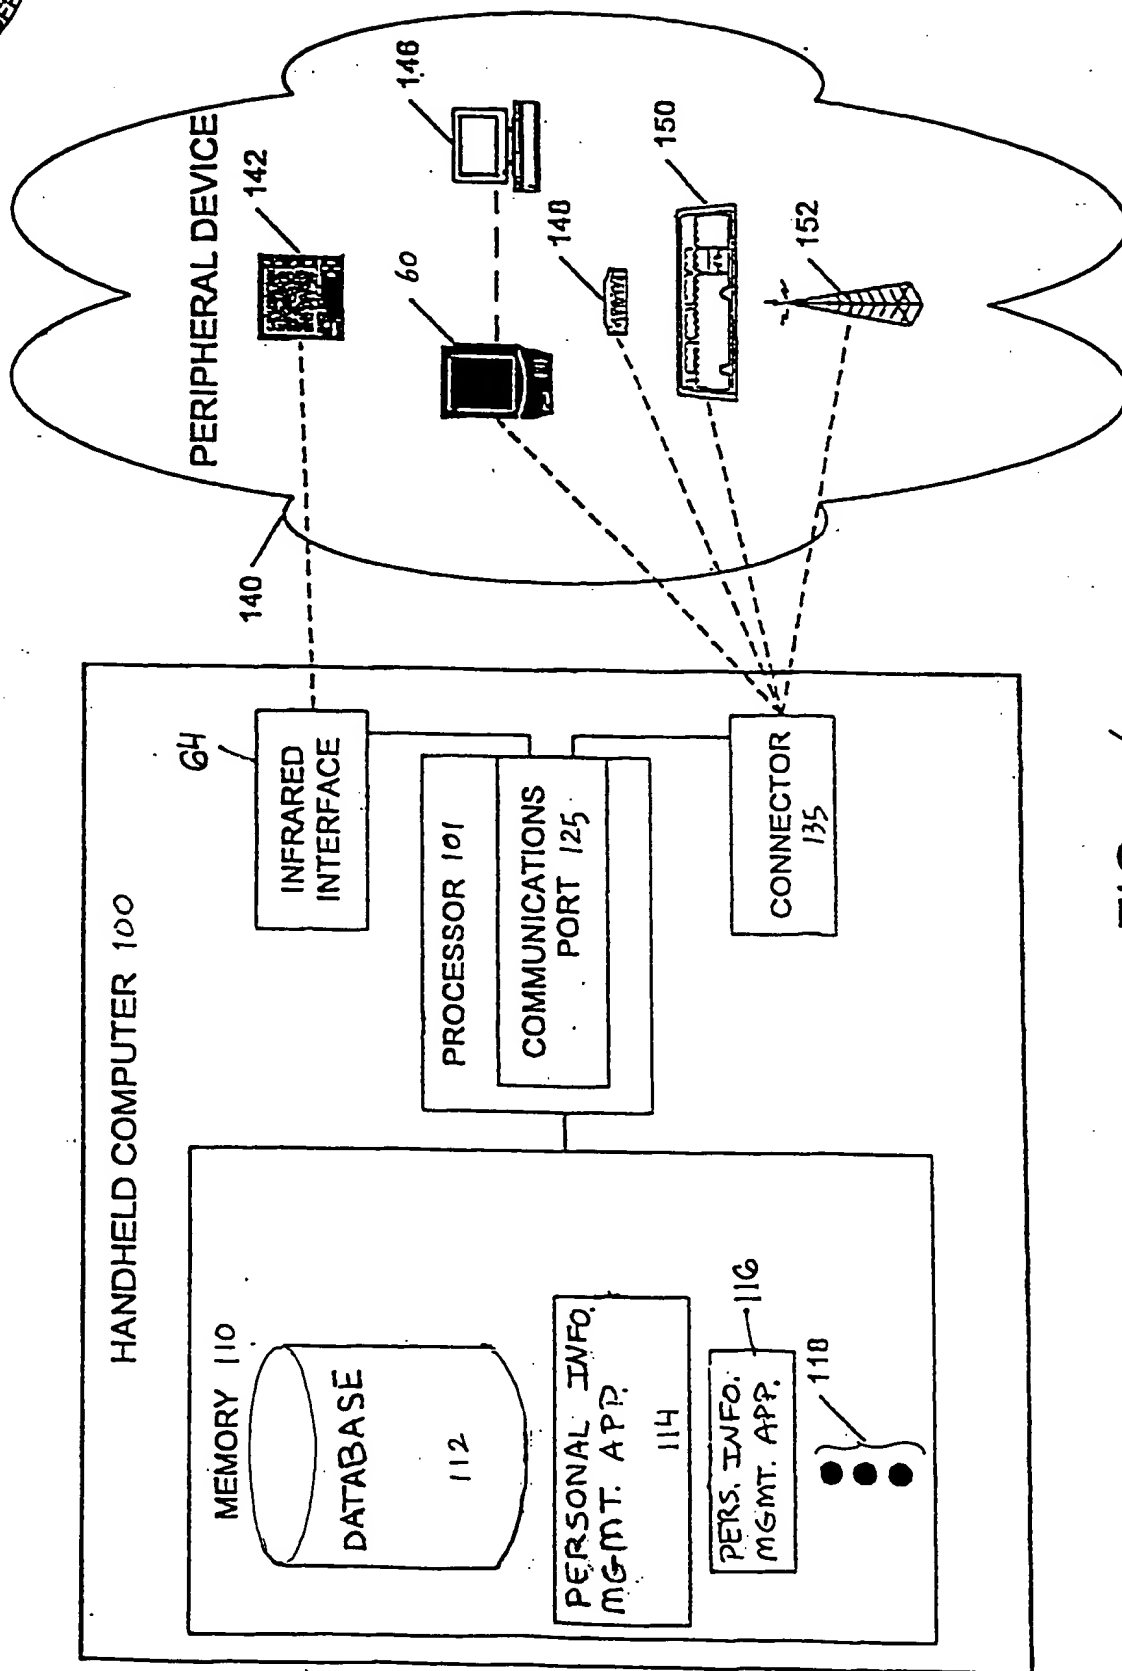 HANDHELD COMPUTER 100
MEMORY 110
DATABASE
112
PERSONAL INFO.
MGMT. APP.
114
PERS. INFO.
MGMT. APP.
116
118
PROCESSOR 101
COMMUNICATIONS
PORT 125
64
INFRARED
INTERFACE
CONNECTOR
135
140
PERIPHERAL DEVICE
142
60
146
148
150
152